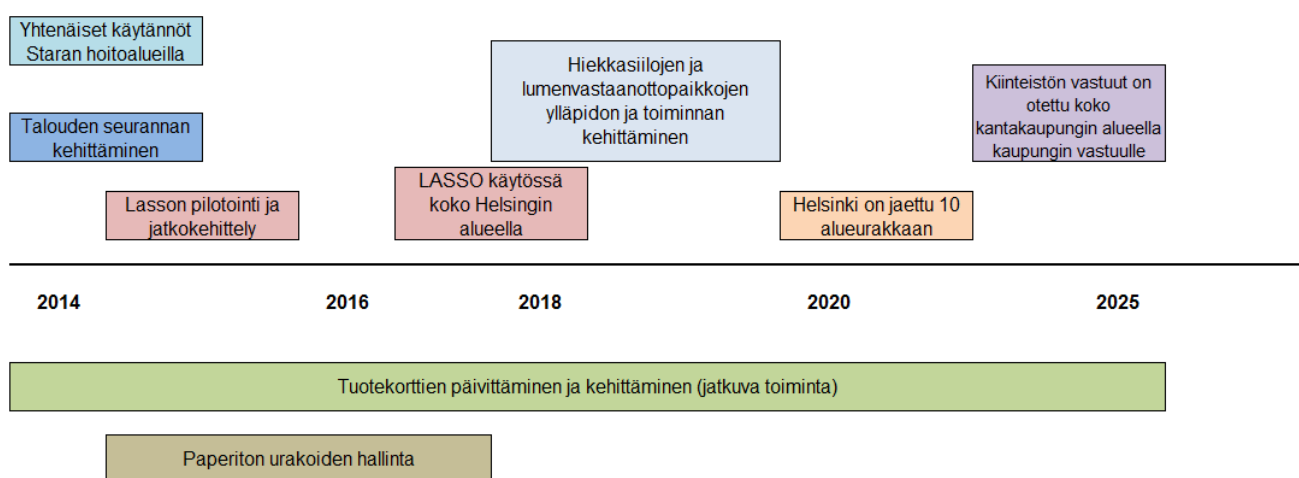 Yhtenäiset käytännöt
Staran hoitoalueilla
Talouden seurannan
kehittäminen
Lasson pilotointi ja
jatkokehittely
LASSO käytössä
koko Helsingin
alueella
Hiekkasiilojen ja
lumenvastaanottopaikkojen
ylläpidon ja toiminnan
kehittäminen
Helsinki on jaettu 10
alueurakkaan
Kiinteistön vastuut on
otettu koko
kantakaupungin alueella
kaupungin vastuulle
2014
2016
2018
2020
2025
Tuotekorttien päivittäminen ja kehittäminen (jatkuva toiminta)
Paperiton urakoiden hallinta